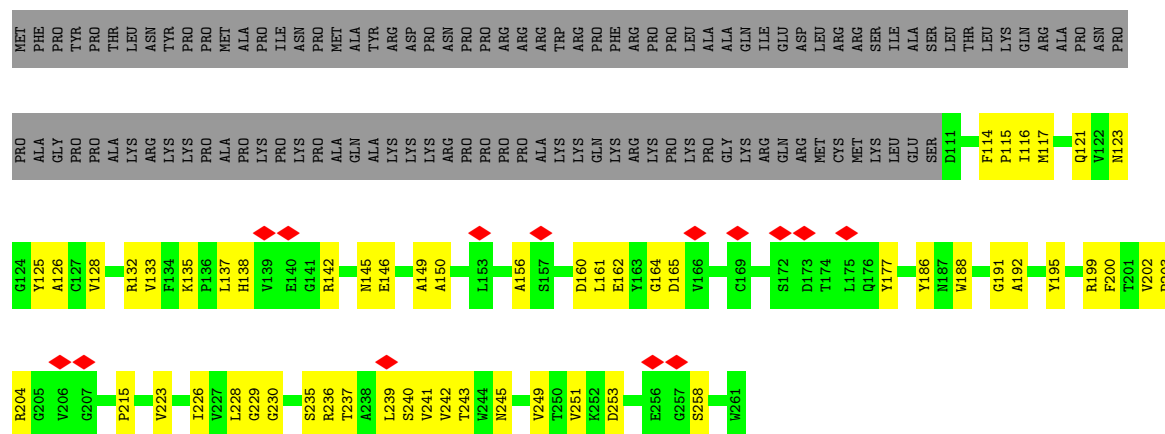 MET PHE PRO TYR PRO THR LEU ASN TYR PRO PRO MET ALA PRO ILE ASN PRO MET ALA TYR ARG ASP PRO ASN PRO PRO ARG ARG ARG TRP ARG PRO PHE ARG PRO PRO LEU ALA ALA GLN ILE GLU ASP LEU ARG ARG SER ILE ALA SER LEU THR LEU LYS GLN ARG ALA PRO ASN PRO
PRO ALA GLY PRO PRO ALA LYS ARG LYS LYS PRO ALA PRO LYS PRO LYS PRO ALA GLN ALA LYS LYS LYS ARG PRO PRO PRO PRO ALA LYS LYS GLN LYS ARG LYS PRO LYS PRO GLY LYS ARG GLN ARG MET CYS MET LYS LEU GLU SER D111 F114 P115 I116 M117 Q121 V122 N123
G124 Y125 A126 C127 V128 R132 V133 F134 K135 P136 L137 H138 V139 E140 G141 R142 N145 E146 A149 A150 L153 A156 S157 D160 L161 E162 Y163 G164 D165 V166 C169 S172 D173 T174 L175 Q176 Y177 Y186 N187 W188 G191 A192 Y195 R199 F200 T201 V202
R204 G205 V206 G207 P215 V223 I226 V227 L228 G229 G230 S235 R236 T237 A238 L239 S240 V241 V242 T243 W244 N245 V249 T250 V251 K252 D253 E256 G257 S258 W261